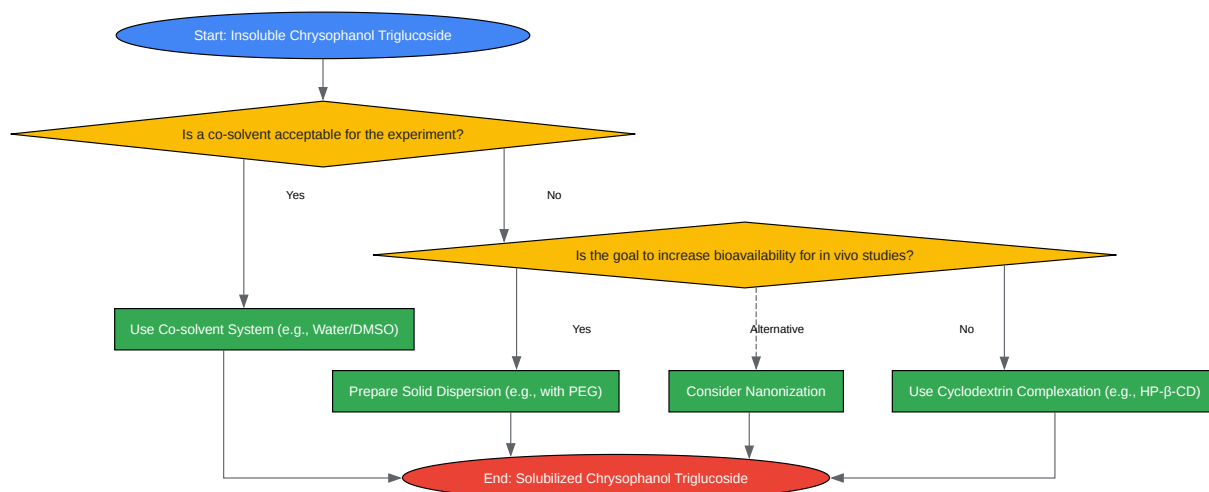 Start: Insoluble Chrysophanol Triglucoside
Is a co-solvent acceptable for the experiment?
Yes
No
Is the goal to increase bioavailability for in vivo studies?
Use Co-solvent System (e.g., Water/DMSO)
Yes
Alternative
No
Prepare Solid Dispersion (e.g., with PEG)
Consider Nanonization
Use Cyclodextrin Complexation (e.g., HP-β-CD)
End: Solubilized Chrysophanol Triglucoside